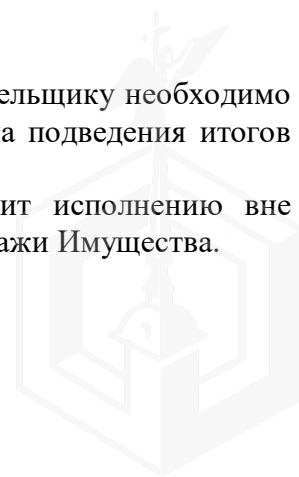 ельщику необходимо
а подведения итогов
ит исполнению вне
ажи Имущества.